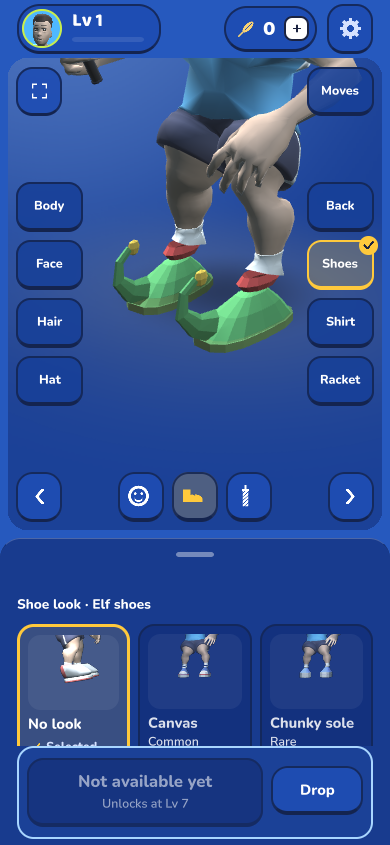 Lv 1
0
+
Moves
Body
Back
Face
Shoes
Hair
Shirt
Hat
Racket
Shoe look · Elf shoes
No look
Canvas
Chunky sole
✓ Selected
Common
Rare
Not available yet
Unlocks at Lv 7
Drop